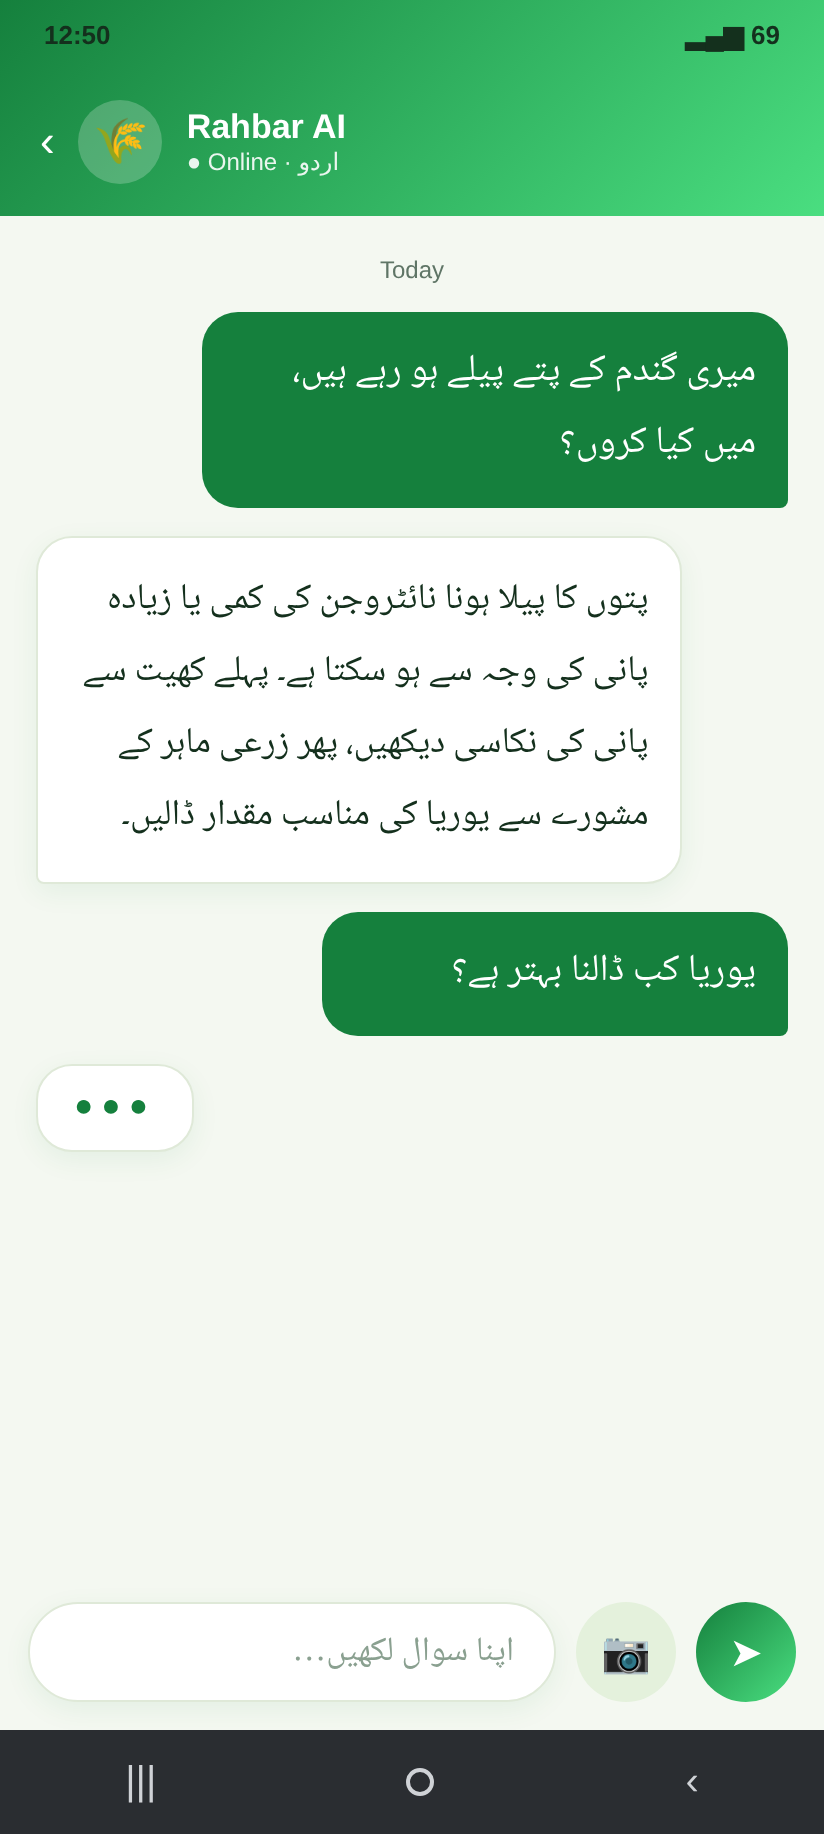 12:50
69
Rahbar AI
● Online · اردو
Today
میری گندم کے پتے پیلے ہو رہے ہیں،
میں کیا کروں؟
پتوں کا پیلا ہونا نائٹروجن کی کمی یا زیادہ
پانی کی وجہ سے ہو سکتا ہے۔ پہلے کھیت سے
پانی کی نکاسی دیکھیں، پھر زرعی ماہر کے
مشورے سے یوریا کی مناسب مقدار ڈالیں۔
یوریا کب ڈالنا بہتر ہے؟
اپنا سوال لکھیں...